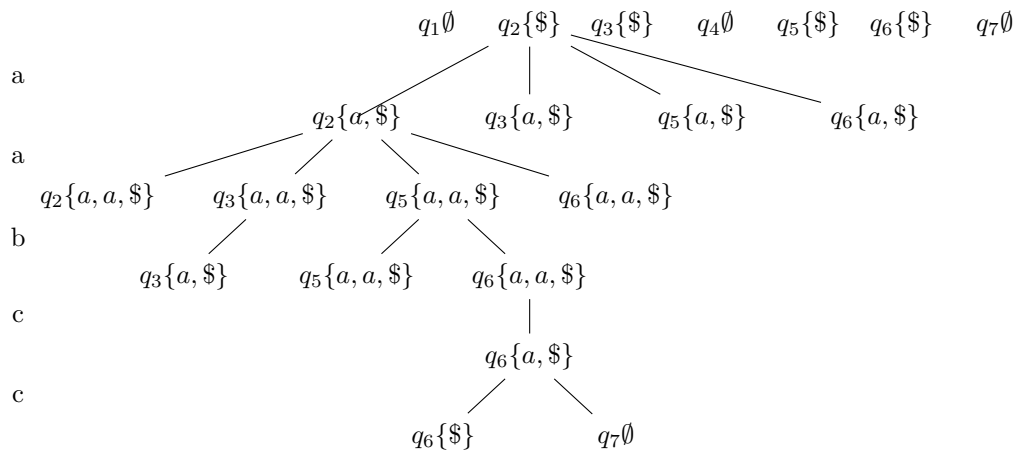 q₁∅ q₂{$} q₃{$} q₄∅ q₅{$} q₆{$} q₇∅
a
q₂{a, $} q₃{a, $} q₅{a, $} q₆{a, $}
a
q₂{a, a, $} q₃{a, a, $} q₅{a, a, $} q₆{a, a, $}
b
q₃{a, $} q₅{a, a, $} q₆{a, a, $}
c
q₆{a, $}
c
q₆{$} q₇∅